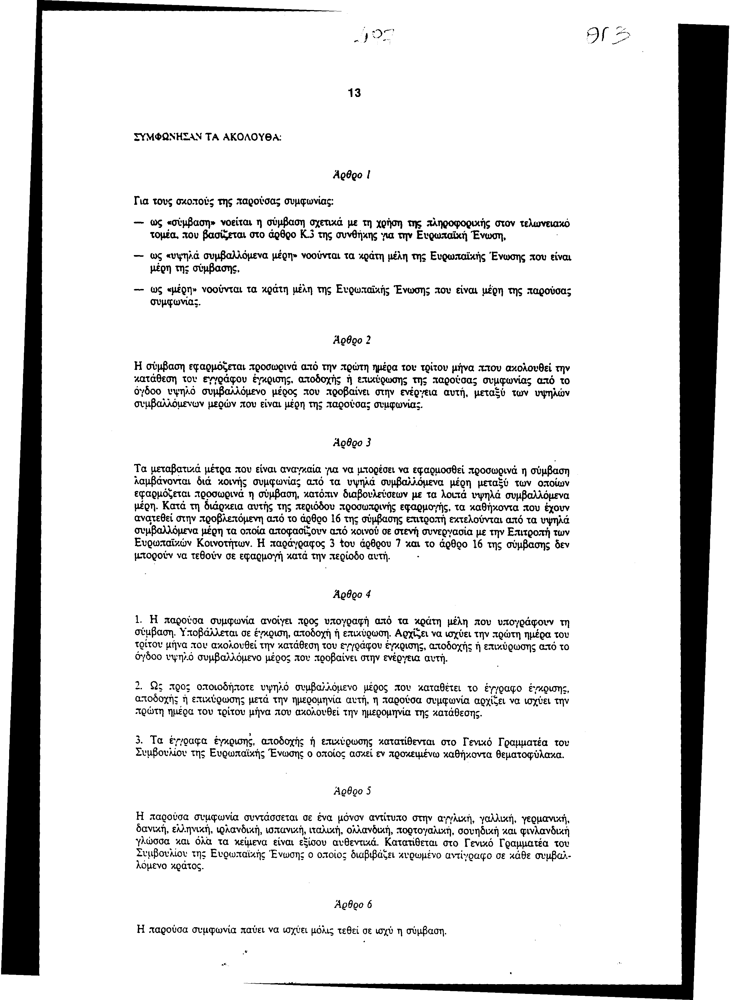 13
ΣΥΜΦΩΝΗΣΑΝ ΤΑ ΑΚΟΛΟΥΘΑ:
Άρθρο 1
Για τους σκοπούς της παρούσας συμφωνίας:
— ως «σύμβαση» νοείται η σύμβαση σχετικά με τη χρήση της πληροφορικής στον τελωνειακό
τομέα, που βασίζεται στο άρθρο Κ.3 της συνθήκης για την Ευρωπαϊκή Ένωση,
— ως «υψηλά συμβαλλόμενα μέρη» νοούνται τα κράτη μέλη της Ευρωπαϊκής Ένωσης που είναι
μέρη της σύμβασης,
— ως «μέρη» νοούνται τα κράτη μέλη της Ευρωπαϊκής Ένωσης που είναι μέρη της παρούσας
συμφωνίας.
Άρθρο 2
Η σύμβαση εφαρμόζεται προσωρινά από την πρώτη ημέρα του τρίτου μήνα ππου ακολουθεί την
κατάθεση του εγγράφου έγκρισης, αποδοχής ή επικύρωσης της παρούσας συμφωνίας από το
όγδοο υψηλό συμβαλλόμενο μέρος που προβαίνει στην ενέργεια αυτή, μεταξύ των υψηλών
συμβαλλόμενων μερών που είναι μέρη της παρούσας συμφωνίας.
Άρθρο 3
Τα μεταβατικά μέτρα που είναι αναγκαία για να μπορέσει να εφαρμοσθεί προσωρινά η σύμβαση
λαμβάνονται διά κοινής συμφωνίας από τα υψηλά συμβαλλόμενα μέρη μεταξύ των οποίων
εφαρμόζεται προσωρινά η σύμβαση, κατόπιν διαβουλεύσεων με τα λοιπά υψηλά συμβαλλόμενα
μέρη. Κατά τη διάρκεια αυτής της περιόδου προσωπρινής εφαρμογής, τα καθήκοντα που έχουν
ανατεθεί στην προβλεπόμενη από το άρθρο 16 της σύμβασης επιτροπή εκτελούνται από τα υψηλά
συμβαλλόμενα μέρη τα οποία αποφασίζουν από κοινού σε στενή συνεργασία με την Επιτροπή των
Ευρωπαϊκών Κοινοτήτων. Η παράγραφος 3 του άρθρου 7 και το άρθρο 16 της σύμβασης δεν
μπορούν να τεθούν σε εφαρμογή κατά την περίοδο αυτή.
Άρθρο 4
1. Η παρούσα συμφωνία ανοίγει προς υπογραφή από τα κράτη μέλη που υπογράφουν τη
σύμβαση. Υποβάλλεται σε έγκριση, αποδοχή ή επικύρωση. Αρχίζει να ισχύει την πρώτη ημέρα του
τρίτου μήνα που ακολουθεί την κατάθεση του εγγράφου έγκρισης, αποδοχής ή επικύρωσης από το
όγδοο υψηλό συμβαλλόμενο μέρος που προβαίνει στην ενέργεια αυτή.
2. Ως προς οποιοδήποτε υψηλό συμβαλλόμενο μέρος που καταθέτει το έγγραφο έγκρισης,
αποδοχής ή επικύρωσης μετά την ημερομηνία αυτή, η παρούσα συμφωνία αρχίζει να ισχύει την
πρώτη ημέρα του τρίτου μήνα που ακολουθεί την ημερομηνία της κατάθεσης.
3. Τα έγγραφα έγκρισης, αποδοχής ή επικύρωσης κατατίθενται στο Γενικό Γραμματέα του
Συμβουλίου της Ευρωπαϊκής Ένωσης ο οποίος ασκεί εν προκειμένω καθήκοντα θεματοφύλακα.
Άρθρο 5
Η παρούσα συμφωνία συντάσσεται σε ένα μόνον αντίτυπο στην αγγλική, γαλλική, γερμανική,
δανική, ελληνική, ιρλανδική, ισπανική, ιταλική, ολλανδική, πορτογαλική, σουηδική και φινλανδική
γλώσσα και όλα τα κείμενα είναι εξίσου αυθεντικά. Κατατίθεται στο Γενικό Γραμματέα του
Συμβουλίου της Ευρωπαϊκής Ένωσης ο οποίος διαβιβάζει κυρωμένο αντίγραφο σε κάθε συμβαλ-
λόμενο κράτος.
Άρθρο 6
Η παρούσα συμφωνία παύει να ισχύει μόλις τεθεί σε ισχύ η σύμβαση.